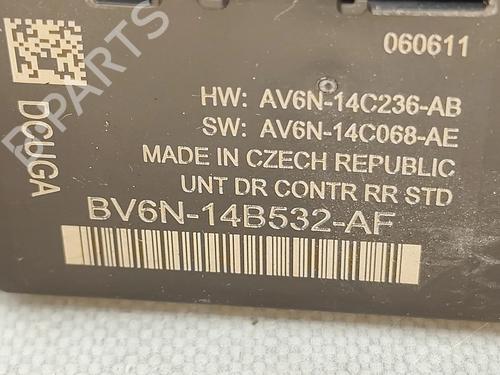 060611
HW: AV6N-14C236-AB
SW: AV6N-14C068-AE
MADE IN CZECH REPUBLIC
UNT DR CONTR RR STD
BV6N-14B532-AF
DCUGA
B-PARTS